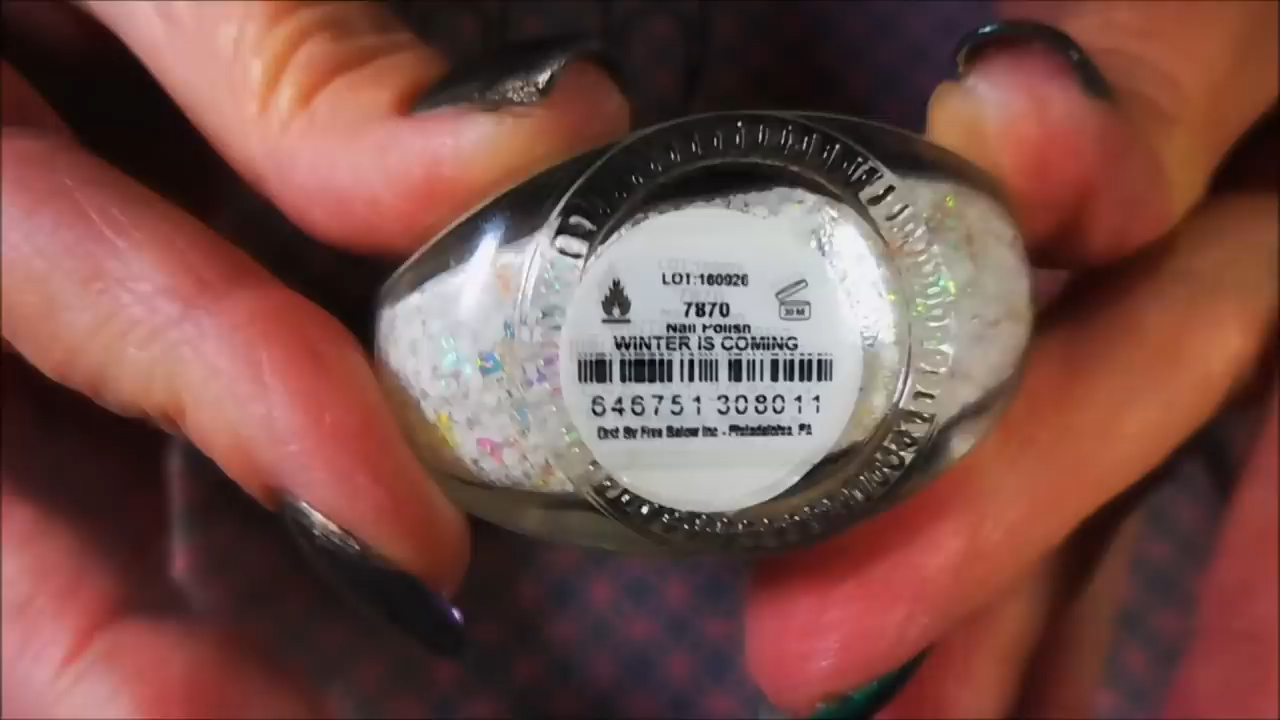 LOT:160926
7870
30 M
Nail Polish
WINTER IS COMING
646751 308011
Dist By Five Below Inc - Philadelphia, PA